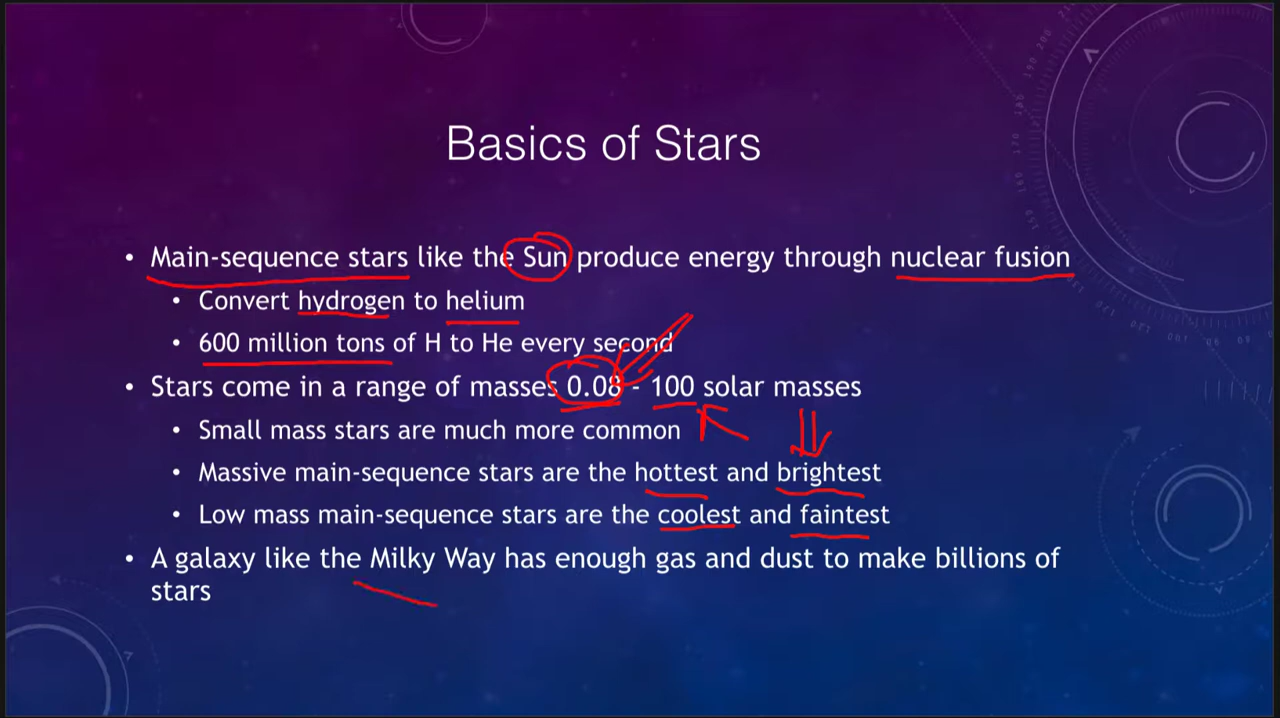 Basics of Stars
• Main-sequence stars like the Sun produce energy through nuclear fusion
• Convert hydrogen to helium
• 600 million tons of H to He every second
• Stars come in a range of masses 0.08 - 100 solar masses
• Small mass stars are much more common
• Massive main-sequence stars are the hottest and brightest
• Low mass main-sequence stars are the coolest and faintest
• A galaxy like the Milky Way has enough gas and dust to make billions of
stars